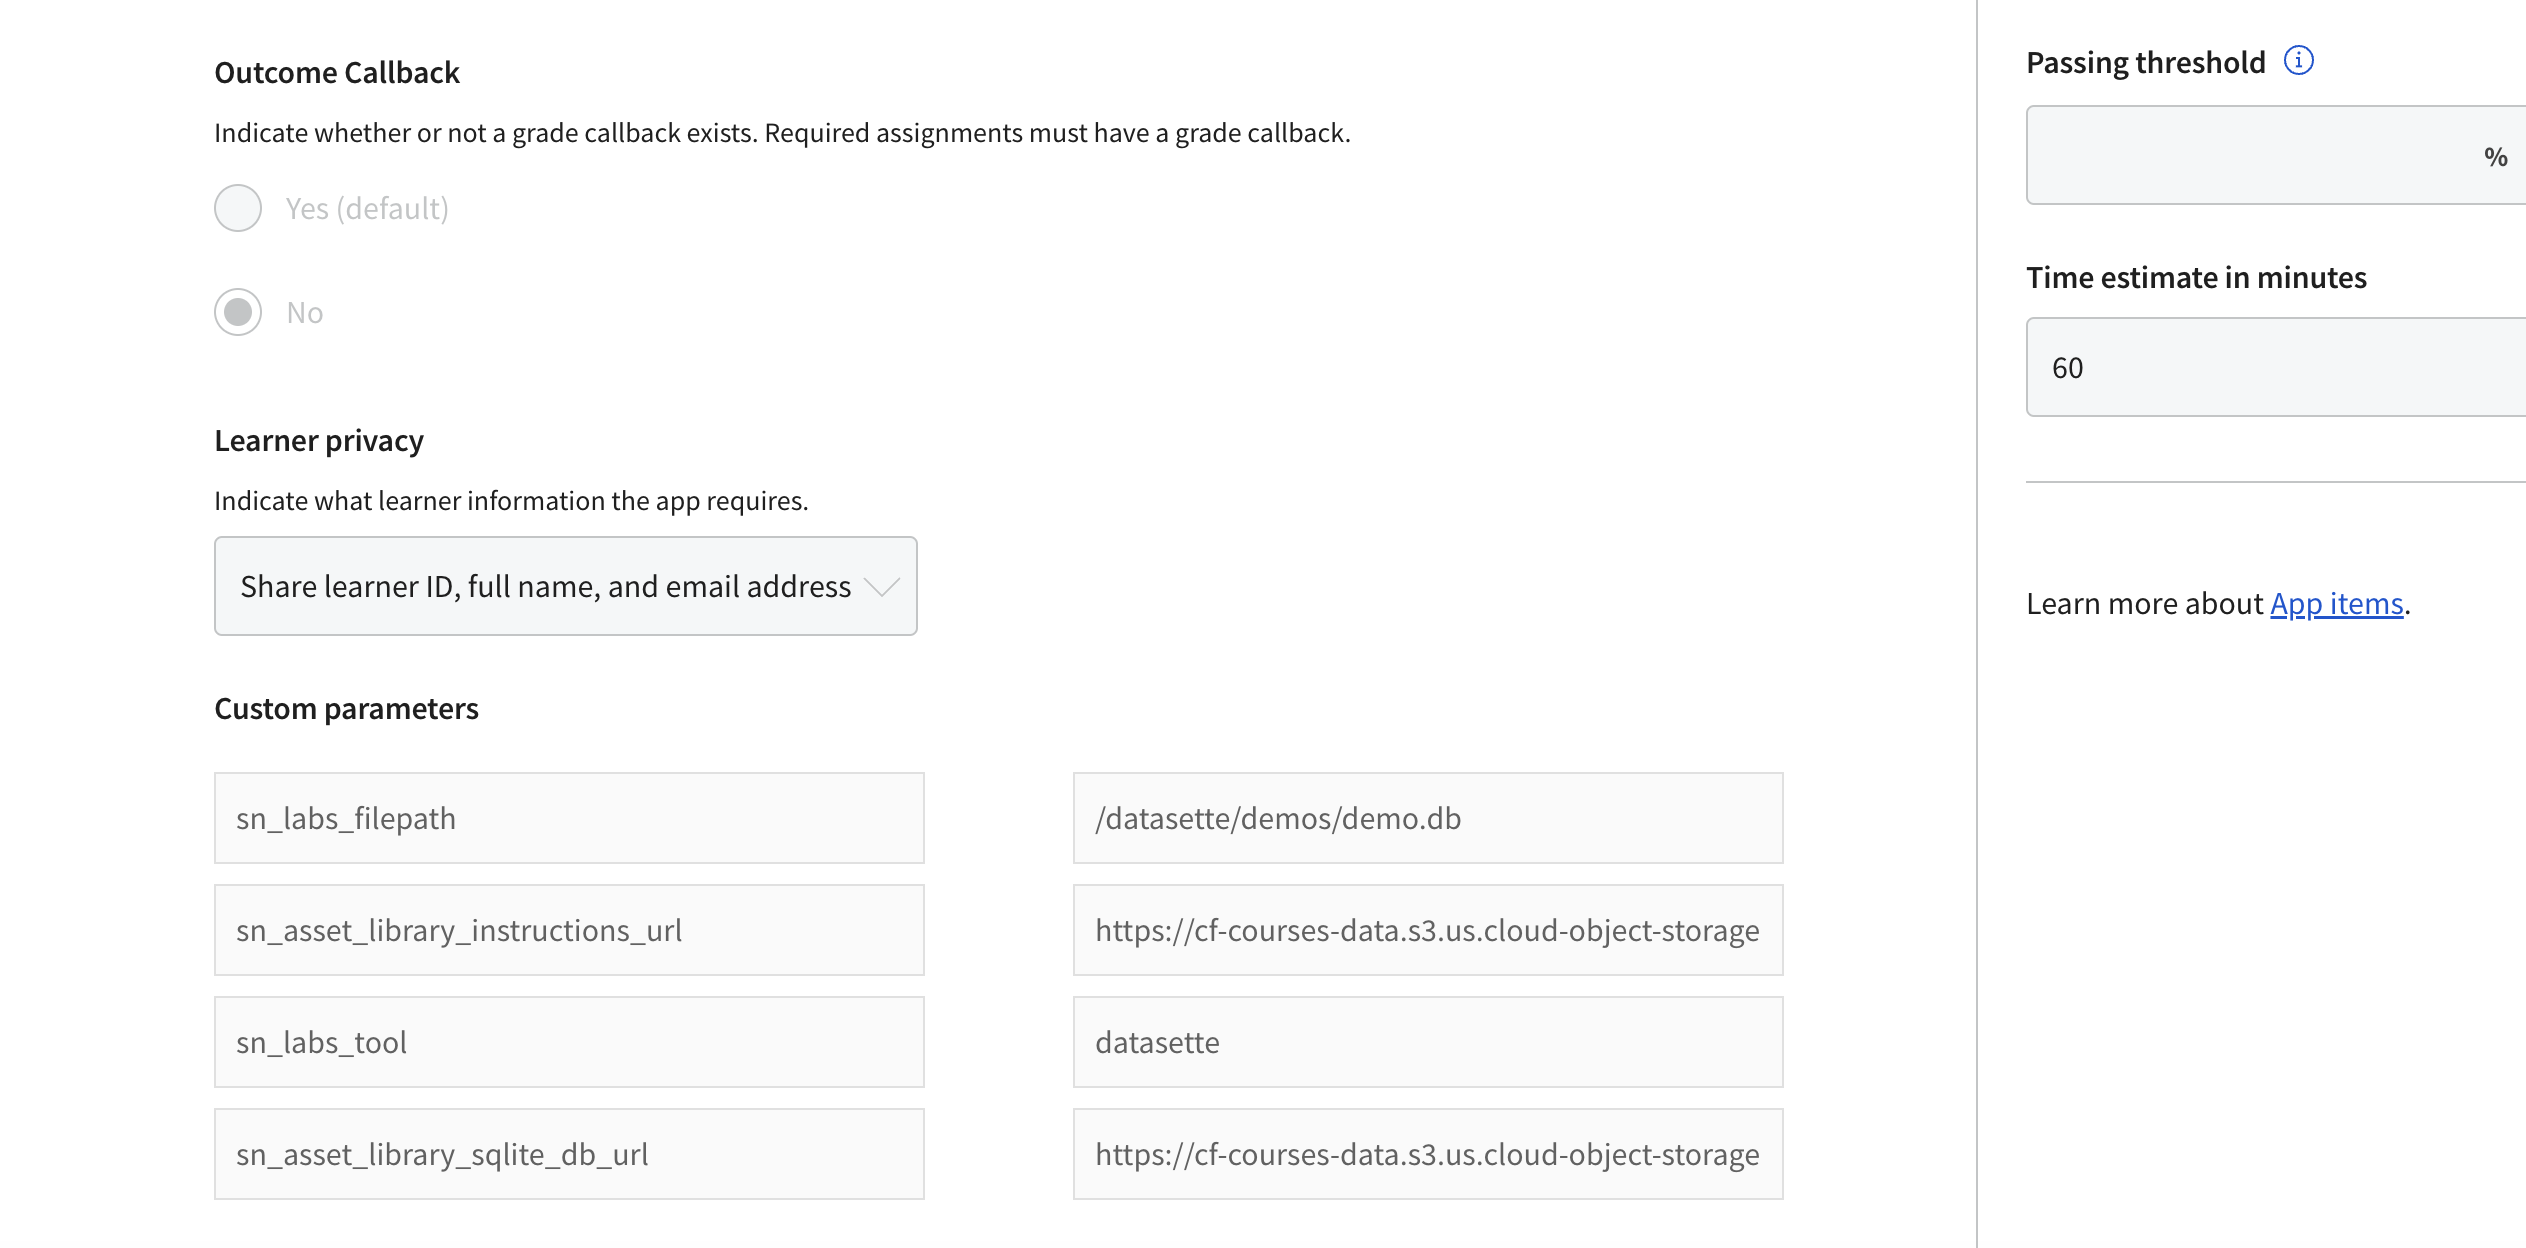 Outcome Callback
Indicate whether or not a grade callback exists. Required assignments must have a grade callback.
Yes (default)
No
Learner privacy
Indicate what learner information the app requires.
Share learner ID, full name, and email address
Custom parameters
sn_labs_filepath
/datasette/demos/demo.db
sn_asset_library_instructions_url
https://cf-courses-data.s3.us.cloud-object-storage
sn_labs_tool
datasette
sn_asset_library_sqlite_db_url
https://cf-courses-data.s3.us.cloud-object-storage
Passing threshold
%
Time estimate in minutes
60
Learn more about App items.